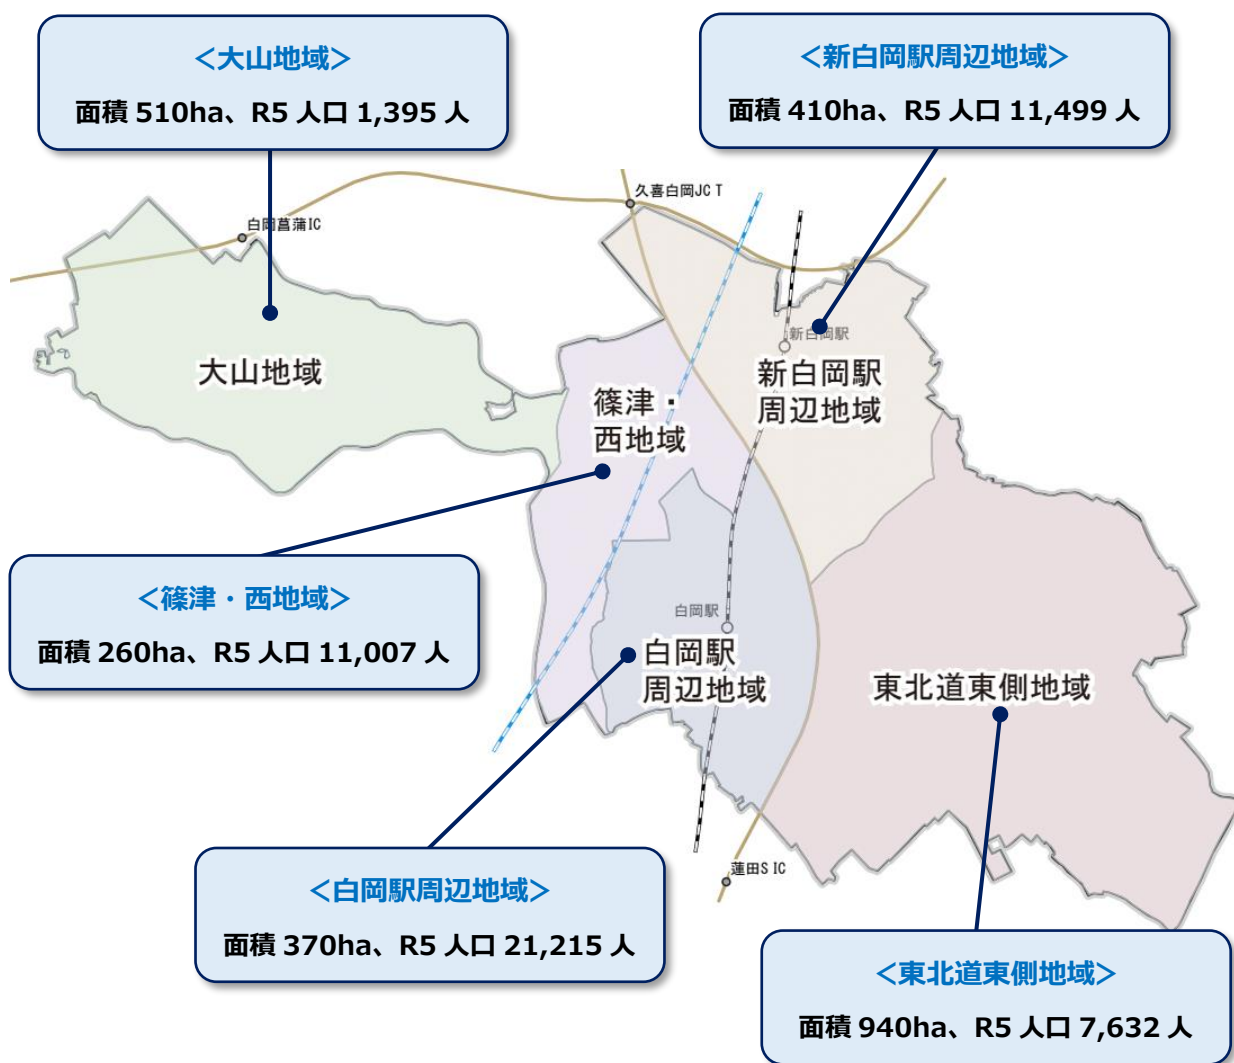 <大山地域>
面積 510ha、R5 人口 1,395 人
<新白岡駅周辺地域>
面積 410ha、R5 人口 11,499 人
久喜白岡JCT
白岡菖蒲IC
新白岡駅
大山地域
新白岡駅
周辺地域
篠津・
西地域
<篠津・西地域>
面積 260ha、R5 人口 11,007 人
白岡駅
白岡駅
周辺地域
東北道東側地域
蓮田SIC
<白岡駅周辺地域>
面積 370ha、R5 人口 21,215 人
<東北道東側地域>
面積 940ha、R5 人口 7,632 人